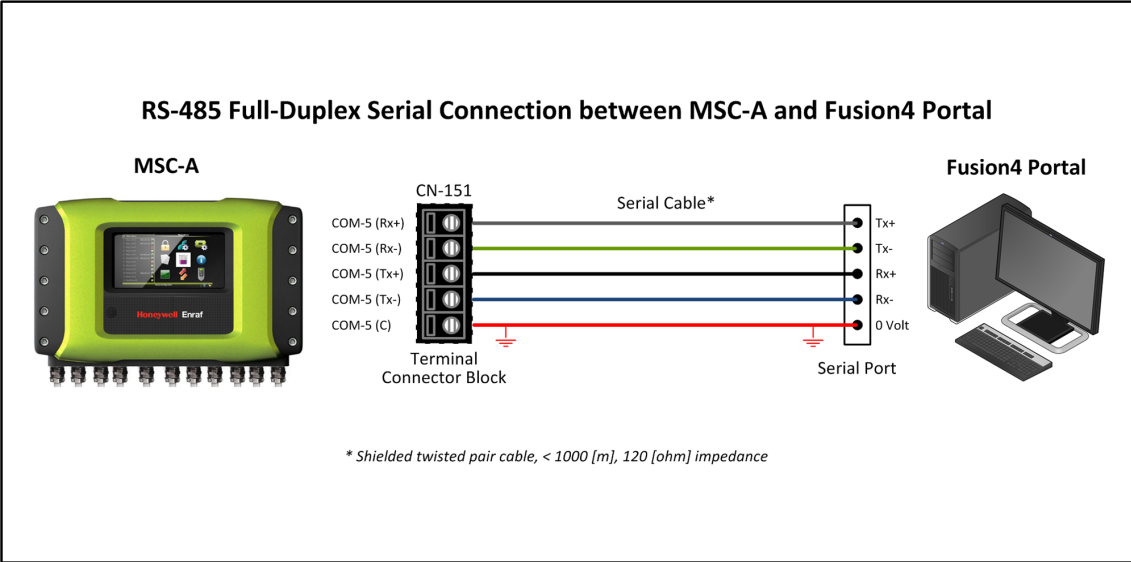 RS-485 Full-Duplex Serial Connection between MSC-A and Fusion4 Portal
MSC-A
Fusion4 Portal
CN-151
Serial Cable*
COM-5 (Rx+)
Tx+
COM-5 (Rx-)
Tx-
COM-5 (Tx+)
Rx+
COM-5 (Tx-)
Rx-
COM-5 (C)
0 Volt
Honeywell Enraf
Terminal
Connector Block
Serial Port
* Shielded twisted pair cable, < 1000 [m], 120 [ohm] impedance